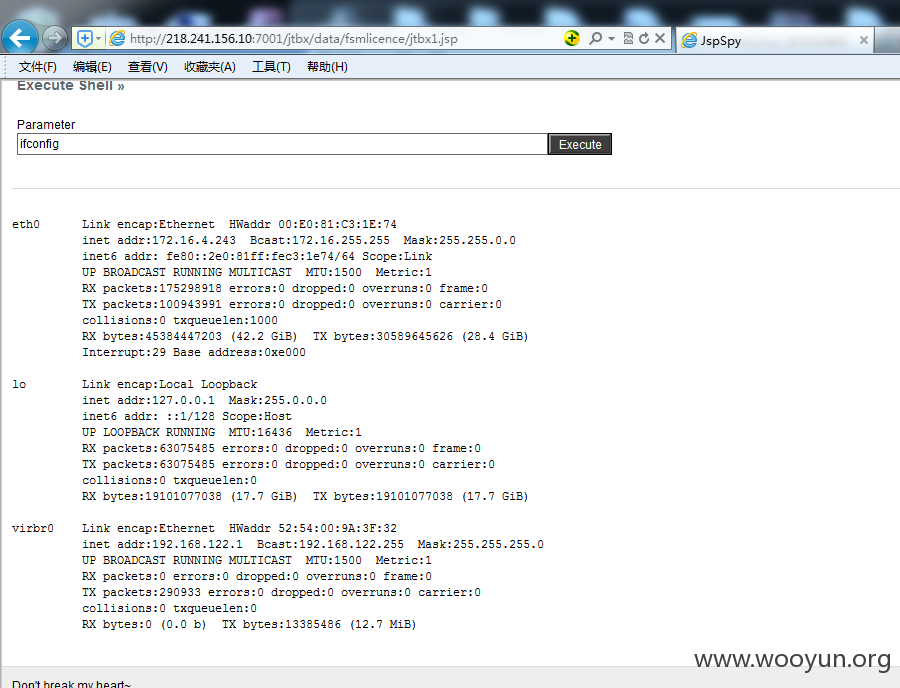 http://218.241.156.10:7001/jtbx/data/fsmlicence/jtbx1.jsp
JspSpy
文件(F) 编辑(E) 查看(V) 收藏夹(A) 工具(T) 帮助(H)
Execute Shell »
Parameter
ifconfig
Execute
eth0 Link encap:Ethernet HWaddr 00:E0:81:C3:1E:74
inet addr:172.16.4.243 Bcast:172.16.255.255 Mask:255.255.0.0
inet6 addr: fe80::2e0:81ff:fec3:1e74/64 Scope:Link
UP BROADCAST RUNNING MULTICAST MTU:1500 Metric:1
RX packets:175298918 errors:0 dropped:0 overruns:0 frame:0
TX packets:100943991 errors:0 dropped:0 overruns:0 carrier:0
collisions:0 txqueuelen:1000
RX bytes:45384447203 (42.2 GiB) TX bytes:30589645626 (28.4 GiB)
Interrupt:29 Base address:0xe000
lo Link encap:Local Loopback
inet addr:127.0.0.1 Mask:255.0.0.0
inet6 addr: ::1/128 Scope:Host
UP LOOPBACK RUNNING MTU:16436 Metric:1
RX packets:63075485 errors:0 dropped:0 overruns:0 frame:0
TX packets:63075485 errors:0 dropped:0 overruns:0 carrier:0
collisions:0 txqueuelen:0
RX bytes:19101077038 (17.7 GiB) TX bytes:19101077038 (17.7 GiB)
virbr0 Link encap:Ethernet HWaddr 52:54:00:9A:3F:32
inet addr:192.168.122.1 Bcast:192.168.122.255 Mask:255.255.255.0
UP BROADCAST RUNNING MULTICAST MTU:1500 Metric:1
RX packets:0 errors:0 dropped:0 overruns:0 frame:0
TX packets:290933 errors:0 dropped:0 overruns:0 carrier:0
collisions:0 txqueuelen:0
RX bytes:0 (0.0 b) TX bytes:13385486 (12.7 MiB)
www.wooyun.org
Don't break my heart~